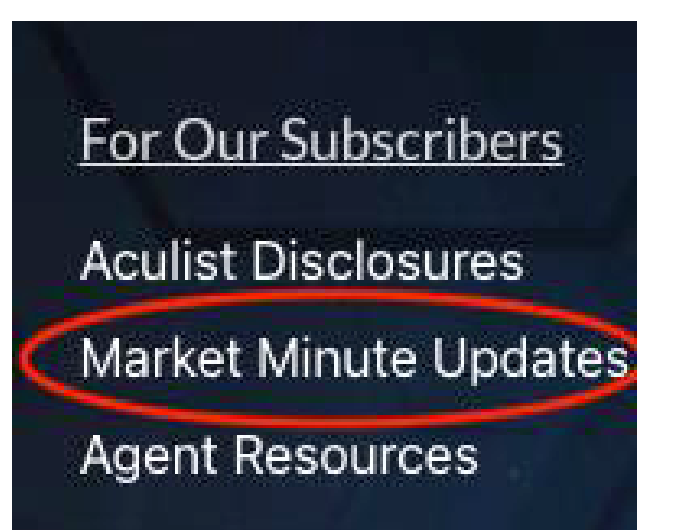 For Our Subscribers
Aculist Disclosures
Market Minute Updates
Agent Resources